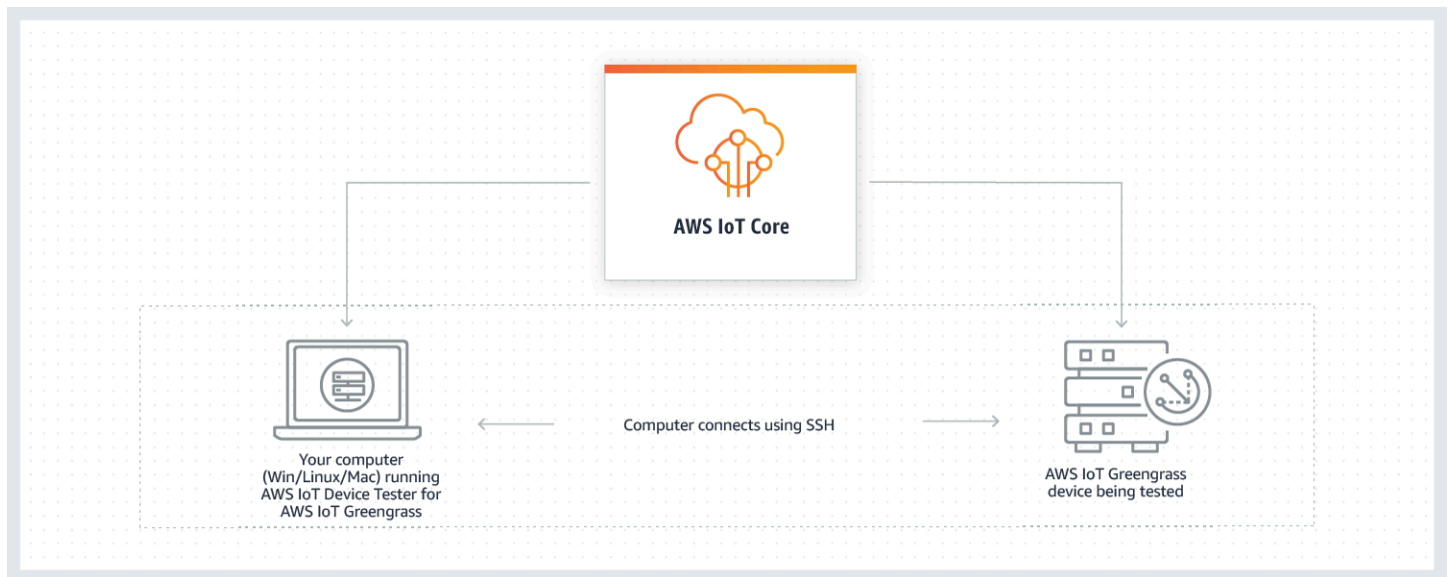 AWS IoT Core
Computer connects using SSH
Your computer
(Win/Linux/Mac) running
AWS IoT Device Tester for
AWS IoT Greengrass
AWS IoT Greengrass
device being tested